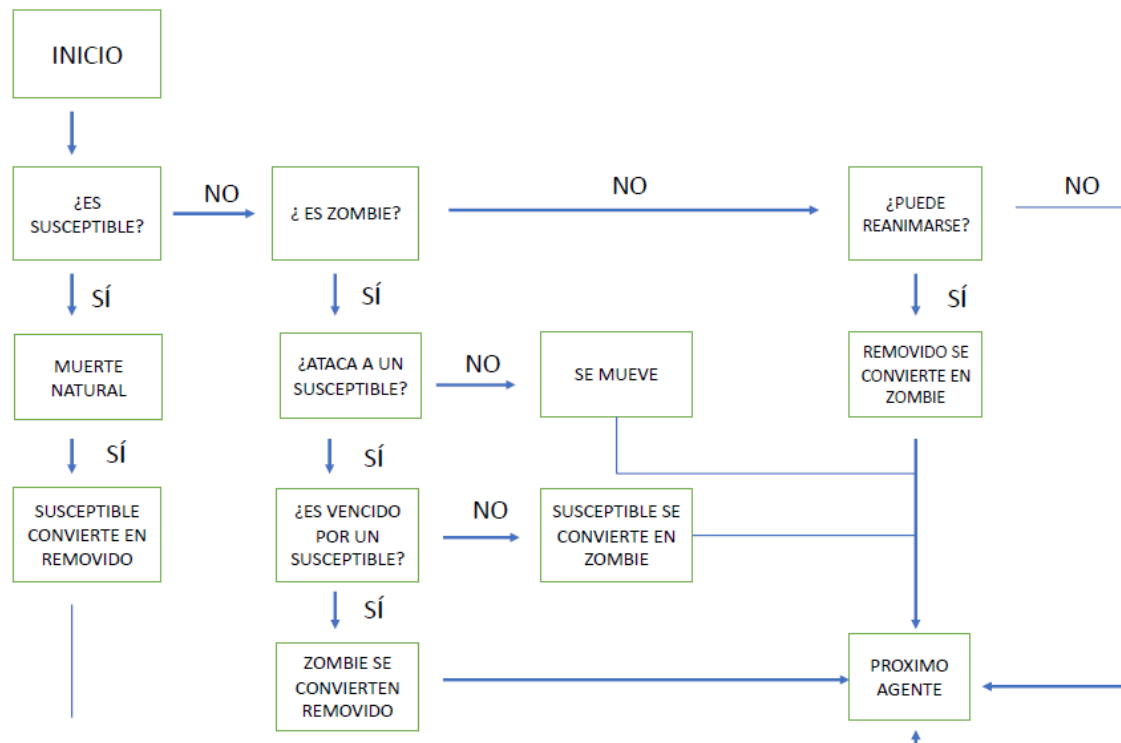 INICIO
¿ES
SUSCEPTIBLE?
NO
¿ ES ZOMBIE?
NO
¿PUEDE
REANIMARSE?
NO
SÍ
SÍ
SÍ
MUERTE
NATURAL
¿ATACA A UN
SUSCEPTIBLE?
NO
SE MUEVE
REMOVIDO SE
CONVIERTE EN
ZOMBIE
SÍ
SÍ
SUSCEPTIBLE
CONVIERTE EN
REMOVIDO
¿ES VENCIDO
POR UN
SUSCEPTIBLE?
NO
SUSCEPTIBLE SE
CONVIERTE EN
ZOMBIE
SÍ
ZOMBIE SE
CONVIERTEN
REMOVIDO
PROXIMO
AGENTE